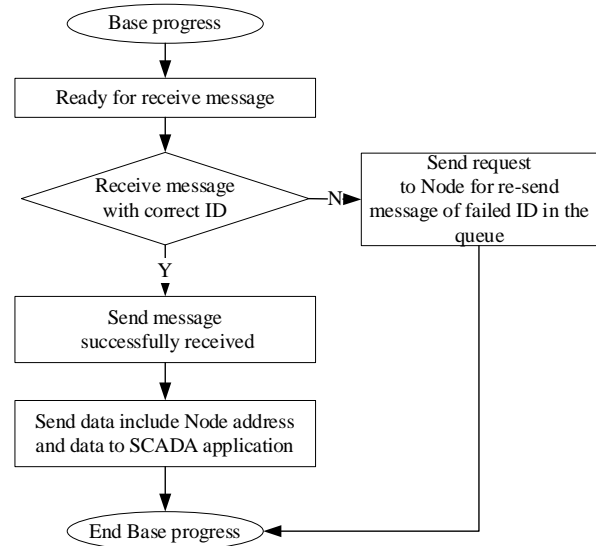 Base progress
Ready for receive message
Receive message
with correct ID
N
Send request
to Node for re-send
message of failed ID in the
queue
Y
Send message
successfully received
Send data include Node address
and data to SCADA application
End Base progress